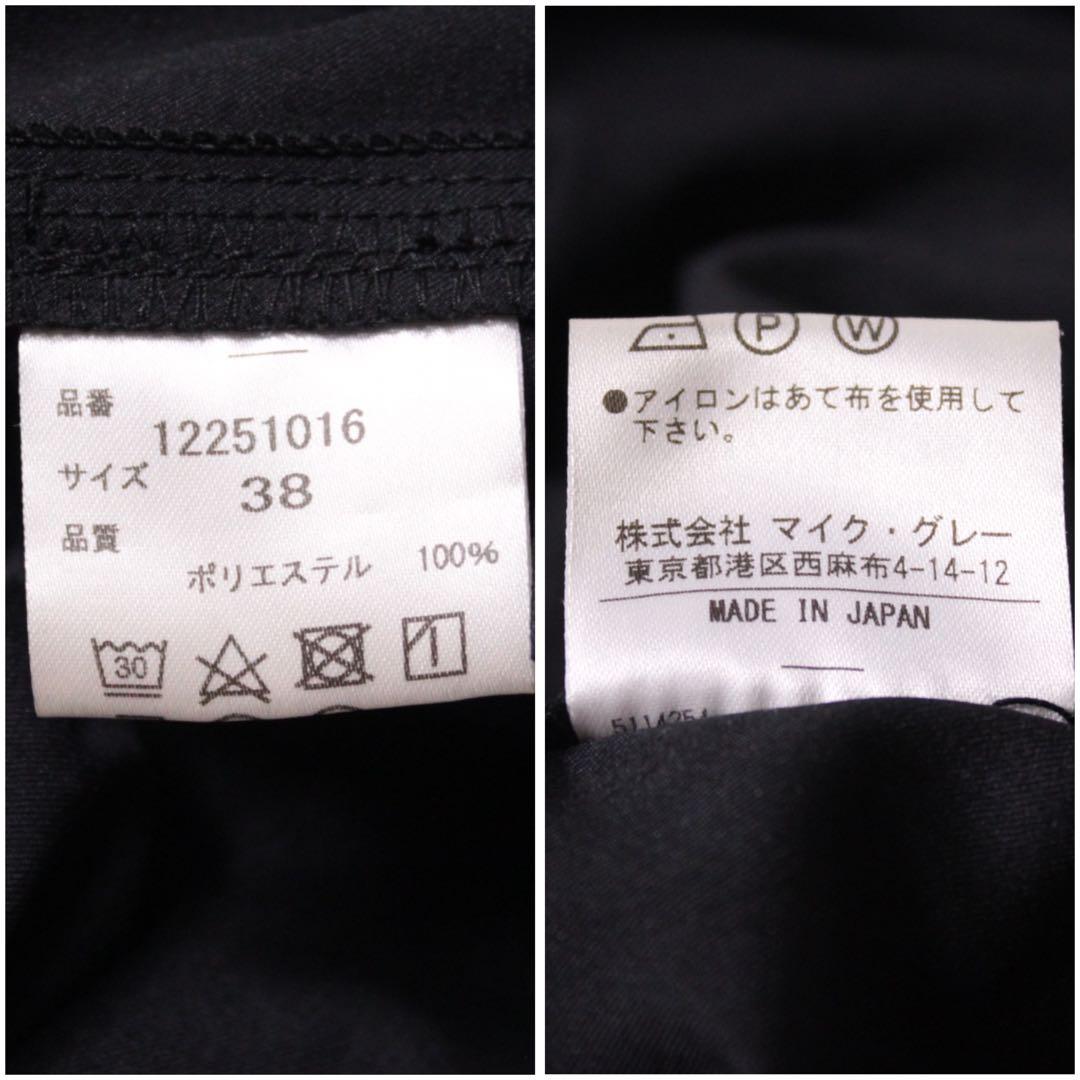 品番
12251016
サイズ
38
品質
ポリエステル 100%
30
P W
●アイロンはあて布を使用して
下さい。
株式会社 マイク・グレー
東京都港区西麻布4-14-12
MADE IN JAPAN